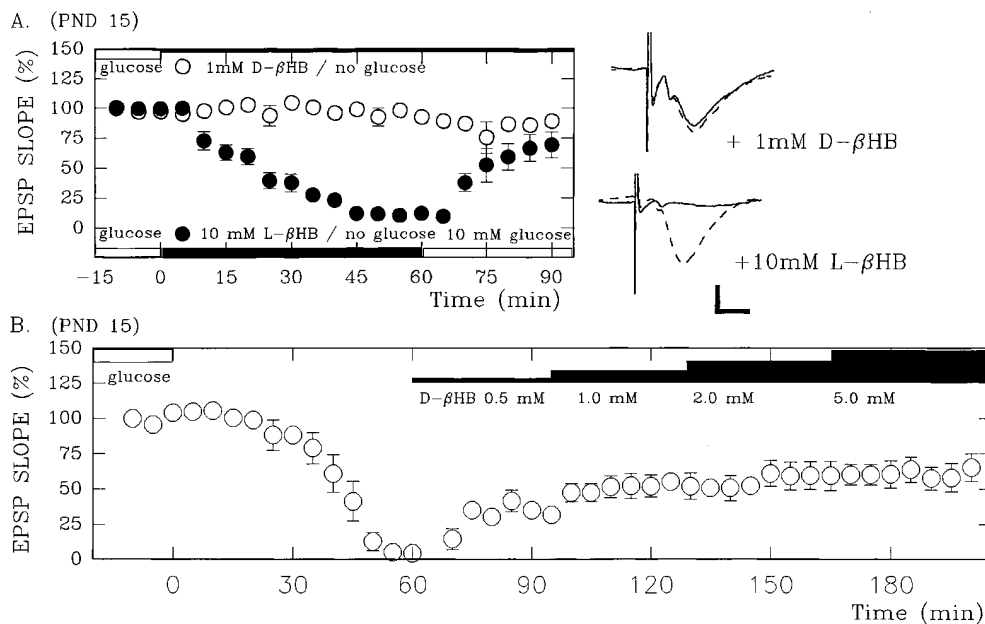 A. (PND 15)
EPSP SLOPE (%)
150
125
100
75
50
25
0
glucose
1mM D-βHB / no glucose
glucose
10 mM L-βHB / no glucose
10 mM glucose
-15 0 15 30 45 60 75 90
Time (min)
+ 1mM D-βHB
+10mM L-βHB
B. (PND 15)
EPSP SLOPE (%)
150
125
100
75
50
25
0
glucose
D-βHB 0.5 mM 1.0 mM 2.0 mM 5.0 mM
0 30 60 90 120 150 180
Time (min)